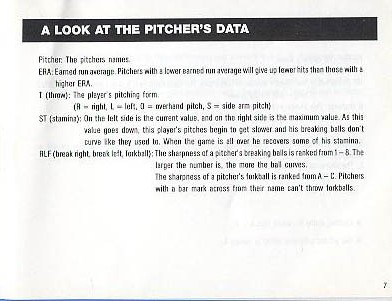 A LOOK AT THE PITCHER'S DATA
Pitcher: The pitchers names.
ERA: Earned run average. Pitchers with a lower earned run average will give up fewer hits than those with a
higher ERA.
T (throw): The player's pitching form.
(R = right, L = left, O = overhand pitch, S = side arm pitch)
ST (stamina): On the left side is the current value, and on the right side is the maximum value. As this
value goes down, this player's pitches begin to get slower and his breaking balls don't
curve like they used to. When the game is all over he recovers some of his stamina.
RLF (break right, break left, forkball): The sharpness of a pitcher's breaking balls is ranked from 1 – 8. The
larger the number is, the more the ball curves.
The sharpness of a pitcher's forkball is ranked from A – C. Pitchers
with a bar mark across from their name can't throw forkballs.
7